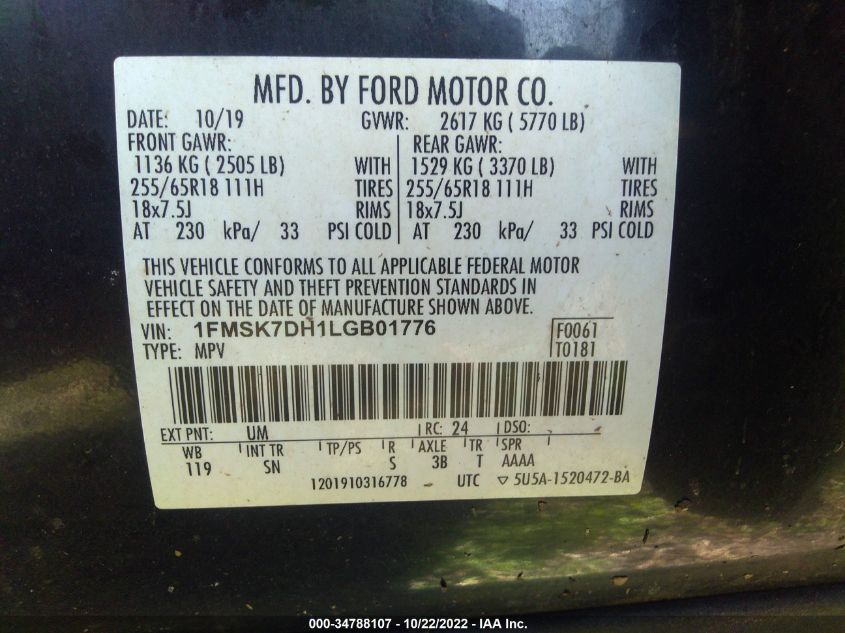 MFD. BY FORD MOTOR CO.
DATE: 10/19 GVWR: 2617 KG ( 5770 LB)
FRONT GAWR: REAR GAWR:
1136 KG ( 2505 LB) WITH 1529 KG ( 3370 LB) WITH
255/65R18 111H TIRES 255/65R18 111H TIRES
18x7.5J RIMS 18x7.5J RIMS
AT 230 kPa/ 33 PSI COLD AT 230 kPa/ 33 PSI COLD
THIS VEHICLE CONFORMS TO ALL APPLICABLE FEDERAL MOTOR
VEHICLE SAFETY AND THEFT PREVENTION STANDARDS IN
EFFECT ON THE DATE OF MANUFACTURE SHOWN ABOVE.
VIN: 1FMSK7DH1LGB01776 F0061
TYPE: MPV T0181
EXT PNT: UM RC: 24 DSO:
WB INT TR TP/PS R AXLE TR SPR
119 SN S 3B T AAAA
1201910316778 UTC ▽ 5U5A-1520472-BA
000-34788107 - 10/22/2022 - IAA Inc.